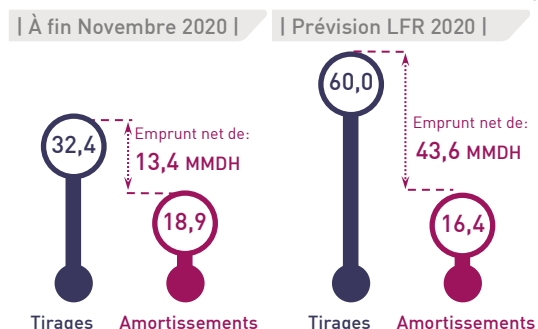 | À fin Novembre 2020 |
32,4
Emprunt net de:
13,4 MMDH
18,9
Tirages
Amortissements
| Prévision LFR 2020 |
60,0
Emprunt net de:
43,6 MMDH
16,4
Tirages
Amortissements